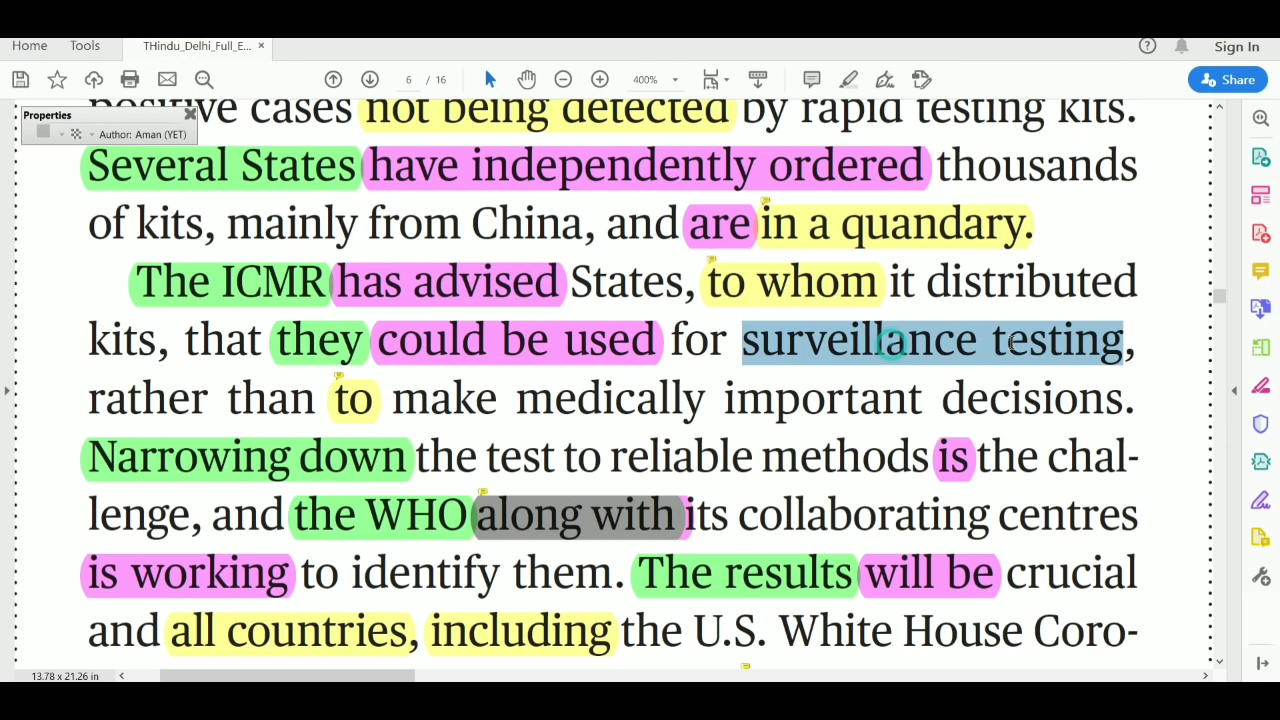 Home Tools THindu_Delhi_Full_E... × Sign In
6 / 16 400% Share
positive cases not being detected by rapid testing kits.
Properties
Author: Aman (YET)
Several States have independently ordered thousands
of kits, mainly from China, and are in a quandary.
The ICMR has advised States, to whom it distributed
kits, that they could be used for surveillance testing,
rather than to make medically important decisions.
Narrowing down the test to reliable methods is the chal-
lenge, and the WHO along with its collaborating centres
is working to identify them. The results will be crucial
and all countries, including the U.S. White House Coro-
13.78 x 21.26 in